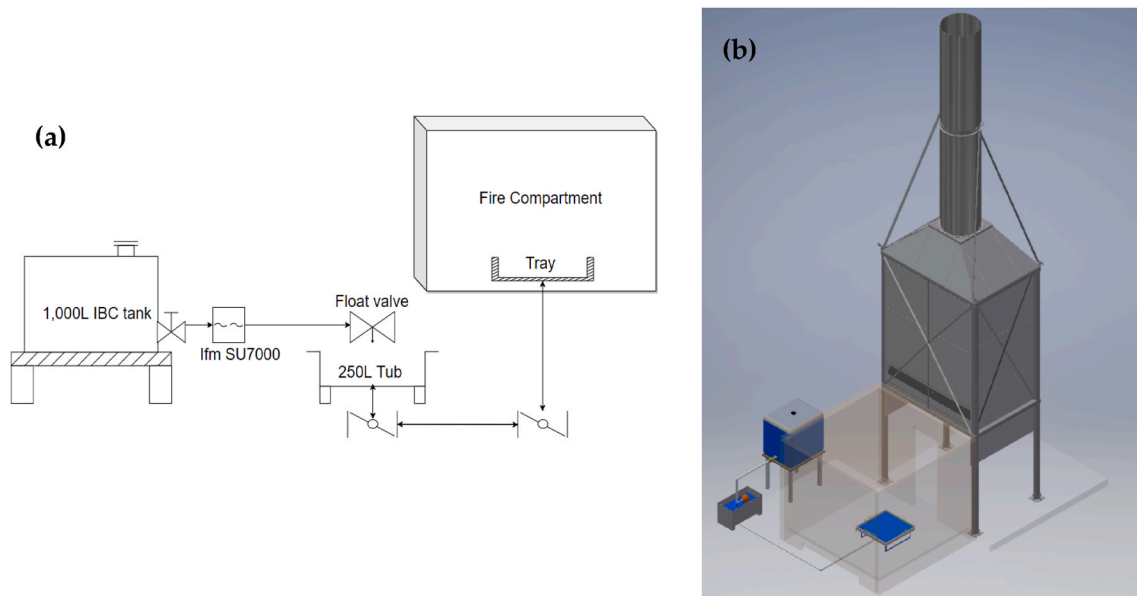 (a)
Fire Compartment
Tray
1,000L IBC tank
Float valve
Ifm SU7000
250L Tub
(b)